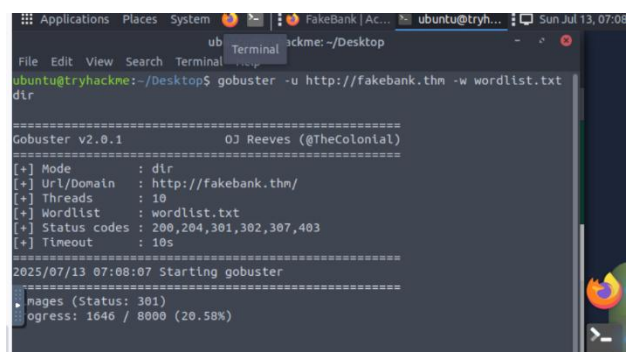 Applications Places System FakeBank | Ac... ubuntu@tryh... Sun Jul 13, 07:08
ub ackme: ~/Desktop
Terminal
File Edit View Search Terminal
ubuntu@tryhackme:~/Desktop$ gobuster -u http://fakebank.thm -w wordlist.txt
dir
=====================================================
Gobuster v2.0.1 OJ Reeves (@TheColonial)
=====================================================
[+] Mode : dir
[+] Url/Domain : http://fakebank.thm/
[+] Threads : 10
[+] Wordlist : wordlist.txt
[+] Status codes : 200,204,301,302,307,403
[+] Timeout : 10s
=====================================================
2025/07/13 07:08:07 Starting gobuster
=====================================================
mages (Status: 301)
ogress: 1646 / 8000 (20.58%)